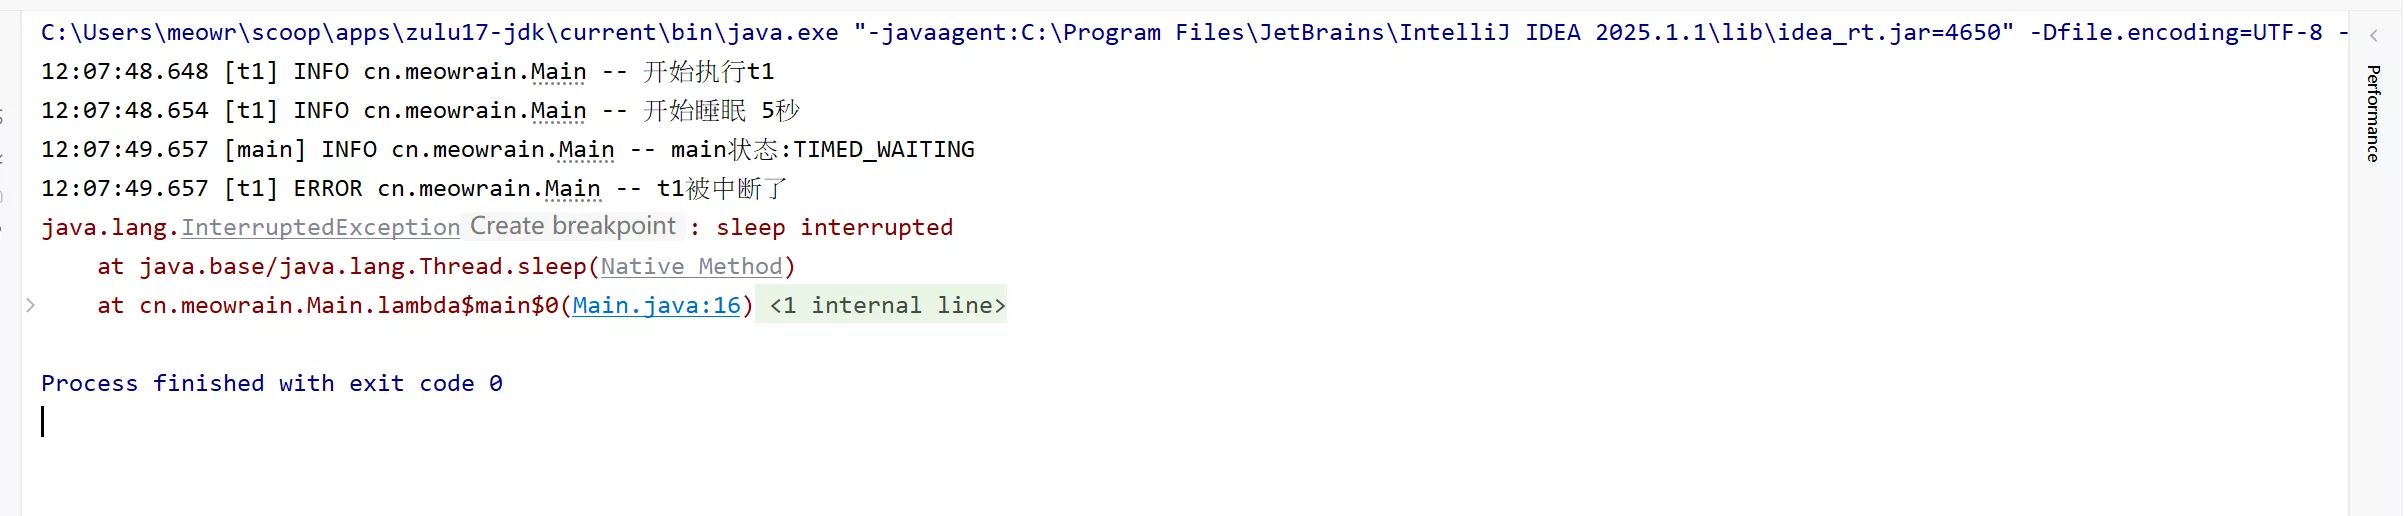 C:\Users\meowr\scoop\apps\zulu17-jdk\current\bin\java.exe "-javaagent:C:\Program Files\JetBrains\IntelliJ IDEA 2025.1.1\lib\idea_rt.jar=4650" -Dfile.encoding=UTF-8 -
12:07:48.648 [t1] INFO cn.meowrain.Main -- 开始执行t1
12:07:48.654 [t1] INFO cn.meowrain.Main -- 开始睡眠 5秒
12:07:49.657 [main] INFO cn.meowrain.Main -- main状态:TIMED_WAITING
12:07:49.657 [t1] ERROR cn.meowrain.Main -- t1被中断了
java.lang.InterruptedException Create breakpoint : sleep interrupted
at java.base/java.lang.Thread.sleep(Native Method)
at cn.meowrain.Main.lambda$main$0(Main.java:16) <1 internal line>
Process finished with exit code 0
Performance